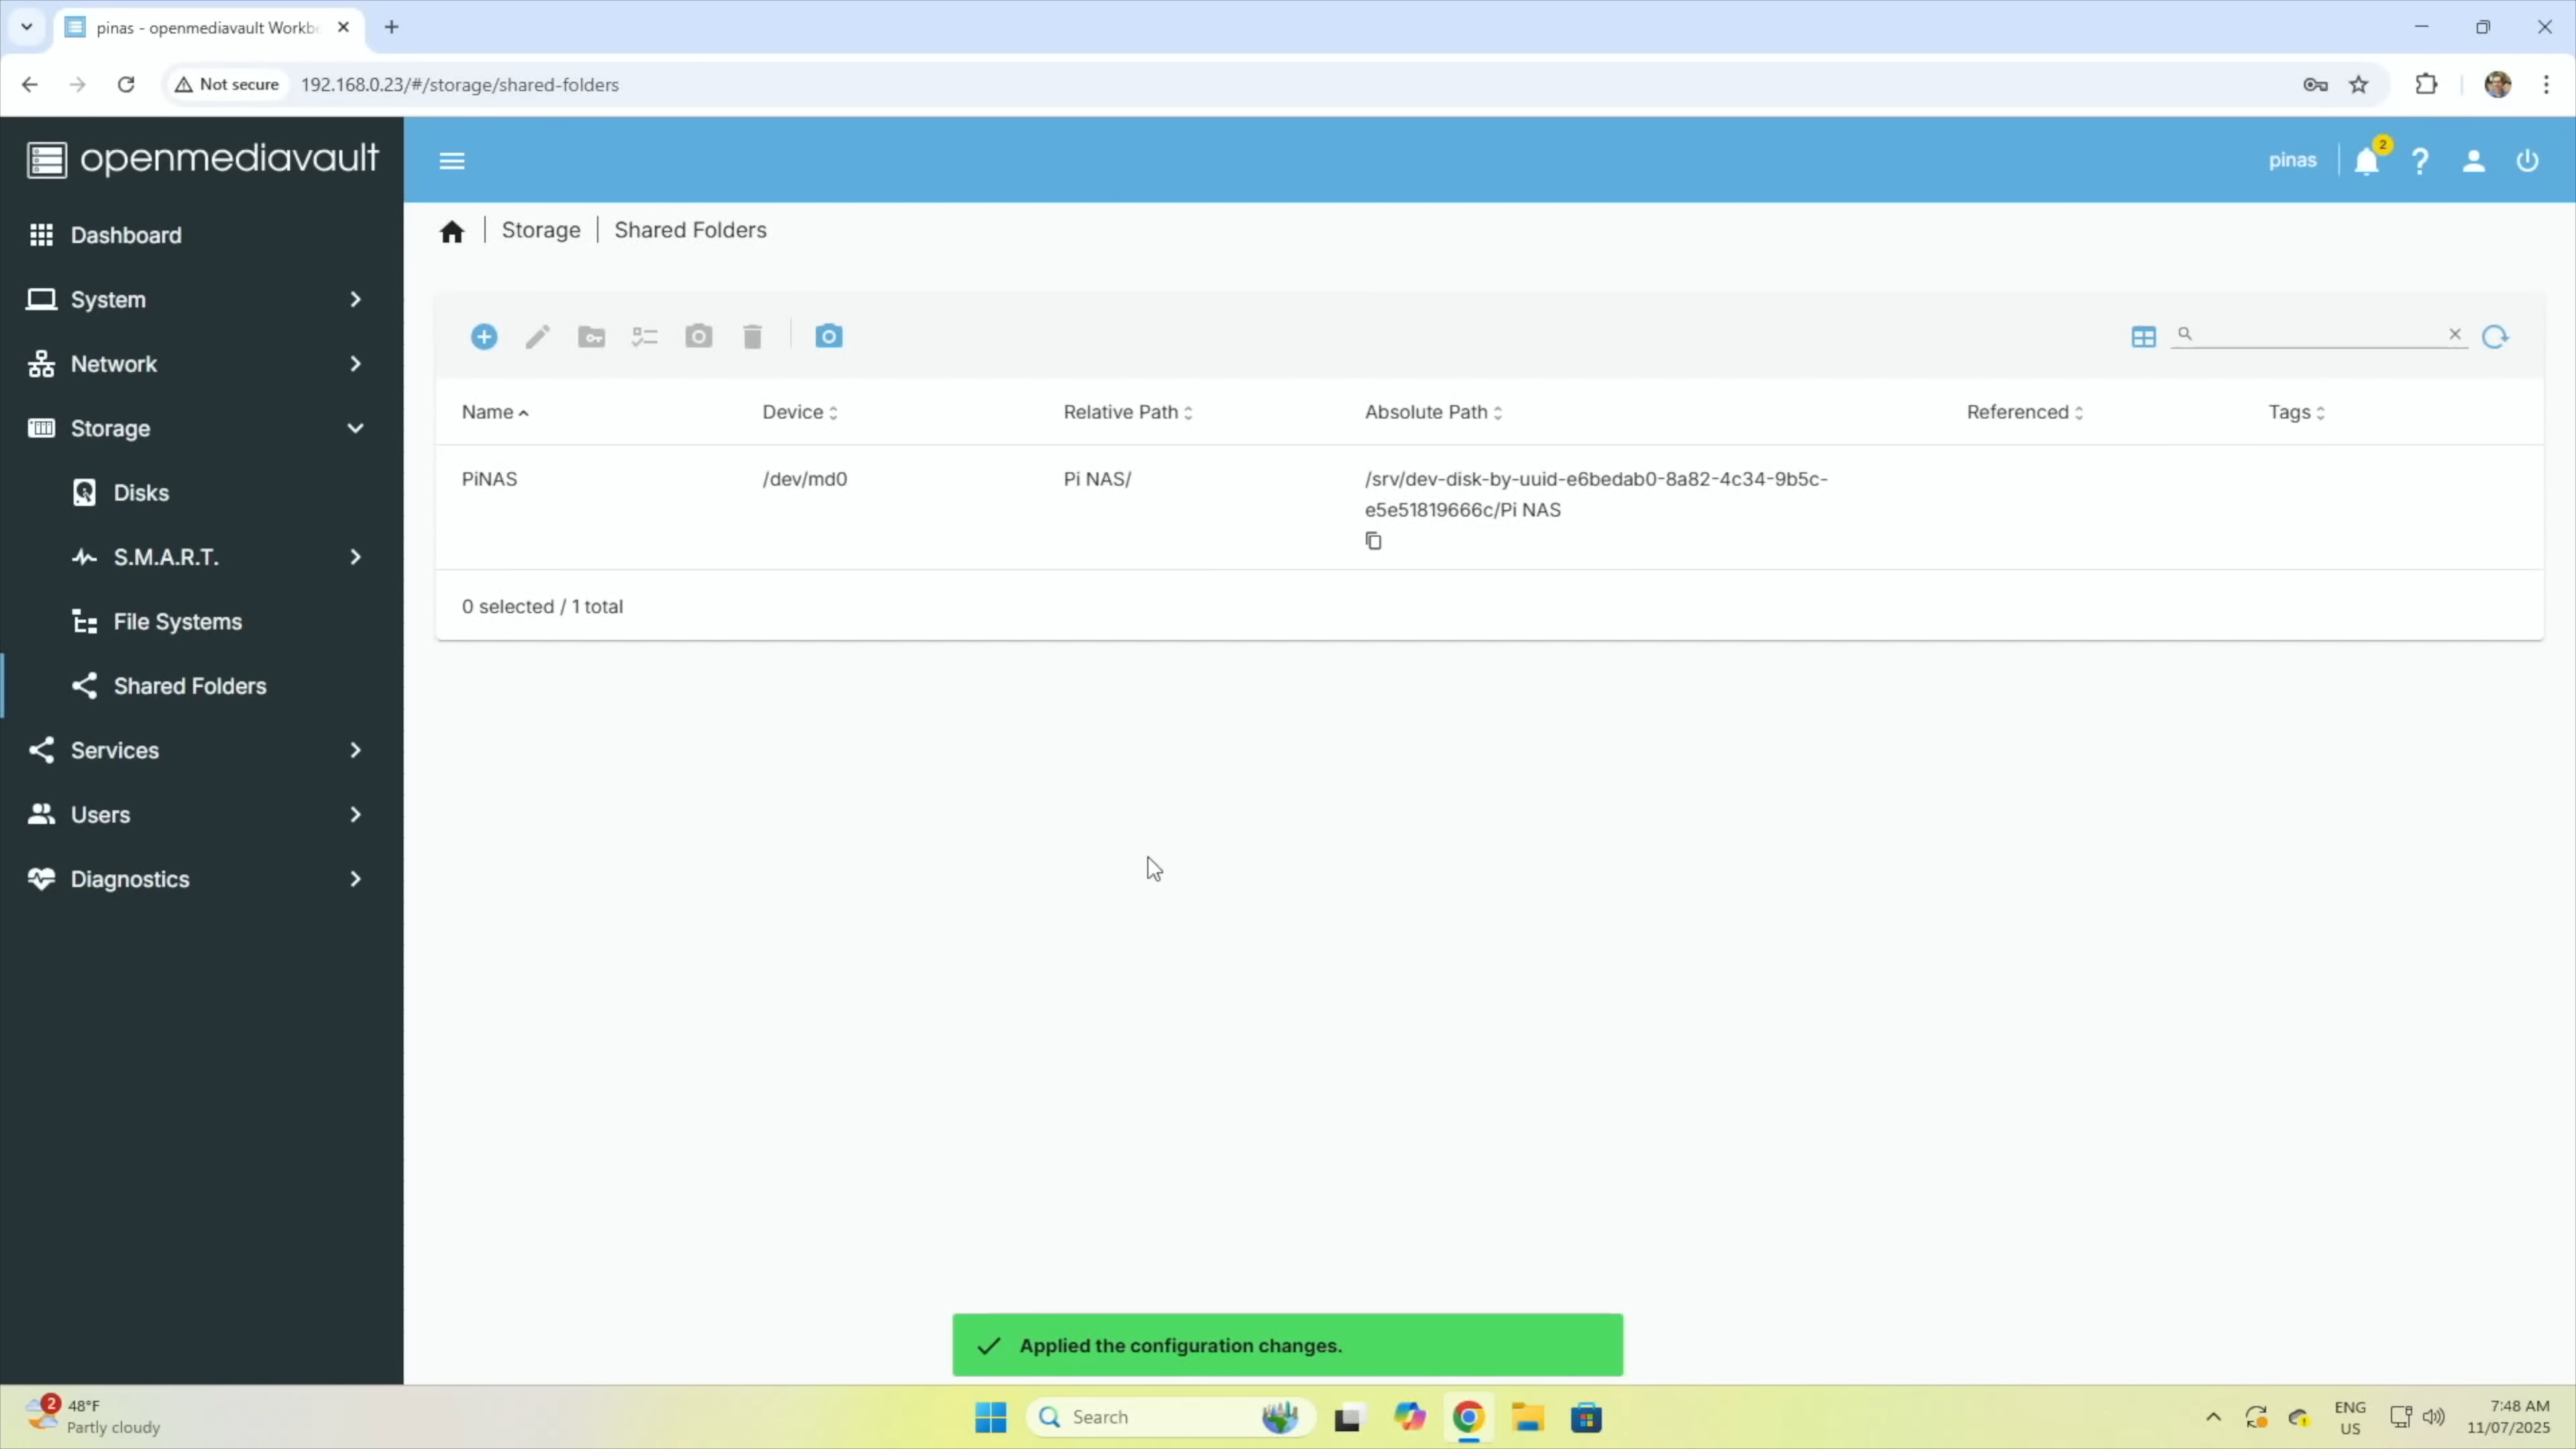 pinas - openmediavault Workb
Not secure
192.168.0.23/#/storage/shared-folders
openmediavault
pinas
2
?
Dashboard
System
Network
Storage
Disks
S.M.A.R.T.
File Systems
Shared Folders
Services
Users
Diagnostics
Storage | Shared Folders
Name
Device
Relative Path
Absolute Path
Referenced
Tags
PiNAS
/dev/md0
Pi NAS/
/srv/dev-disk-by-uuid-e6bedab0-8a82-4c34-9b5c-
e5e51819666c/Pi NAS
0 selected / 1 total
Applied the configuration changes.
2
48°F
Partly cloudy
Search
ENG
US
7:48 AM
11/07/2025